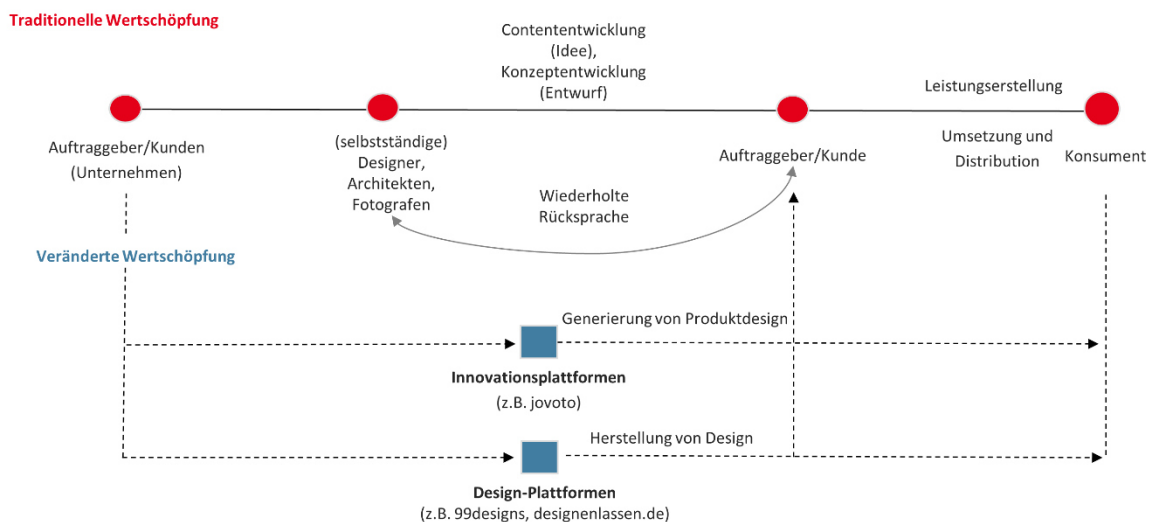 Traditionelle Wertschöpfung
Contententwicklung
(Idee),
Konzeptentwicklung
(Entwurf)
Leistungserstellung
Auftraggeber/Kunden
(Unternehmen)
(selbstständige)
Designer,
Architekten,
Fotografen
Auftraggeber/Kunde
Umsetzung und
Distribution
Konsument
Wiederholte
Rücksprache
Veränderte Wertschöpfung
Generierung von Produktdesign
Innovationsplattformen
(z.B. jovoto)
Herstellung von Design
Design-Plattformen
(z.B. 99designs, designenlassen.de)